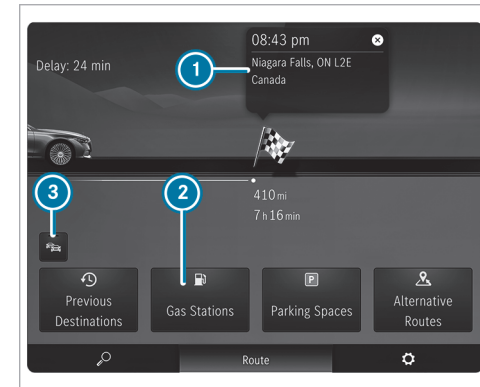 08:43 pm
Delay: 24 min
Niagara Falls, ON L2E
Canada
1
410 mi
7 h 16 min
3
2
P
Previous
Destinations
Gas Stations
Parking Spaces
Alternative
Routes
Route